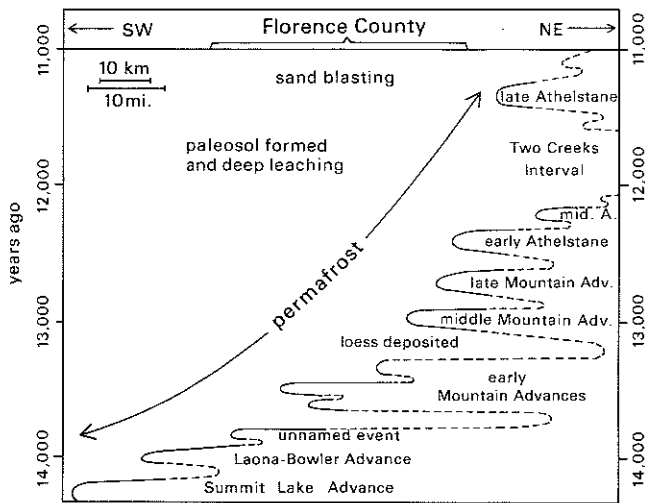 SW
Florence County
NE
11,000
11,000
10 km
10mi.
sand blasting
late Athelstane
paleosol formed
and deep leaching
Two Creeks
Interval
12,000
12,000
mid. A.
early Athelstane
years ago
permafrost
late Mountain Adv.
13,000
middle Mountain Adv.
13,000
loess deposited
early
Mountain Advances
unnamed event
14,000
Laona-Bowler Advance
14,000
Summit Lake Advance